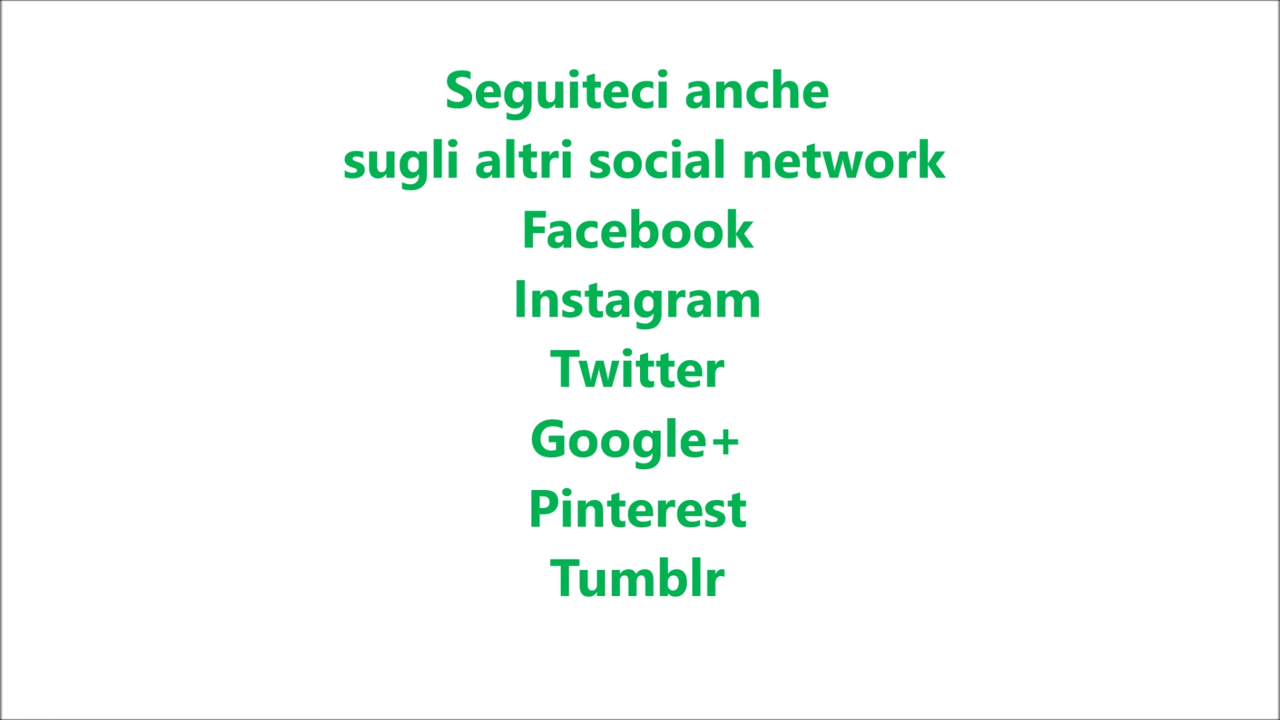 Seguiteci anche
sugli altri social network
Facebook
Instagram
Twitter
Google+
Pinterest
Tumblr